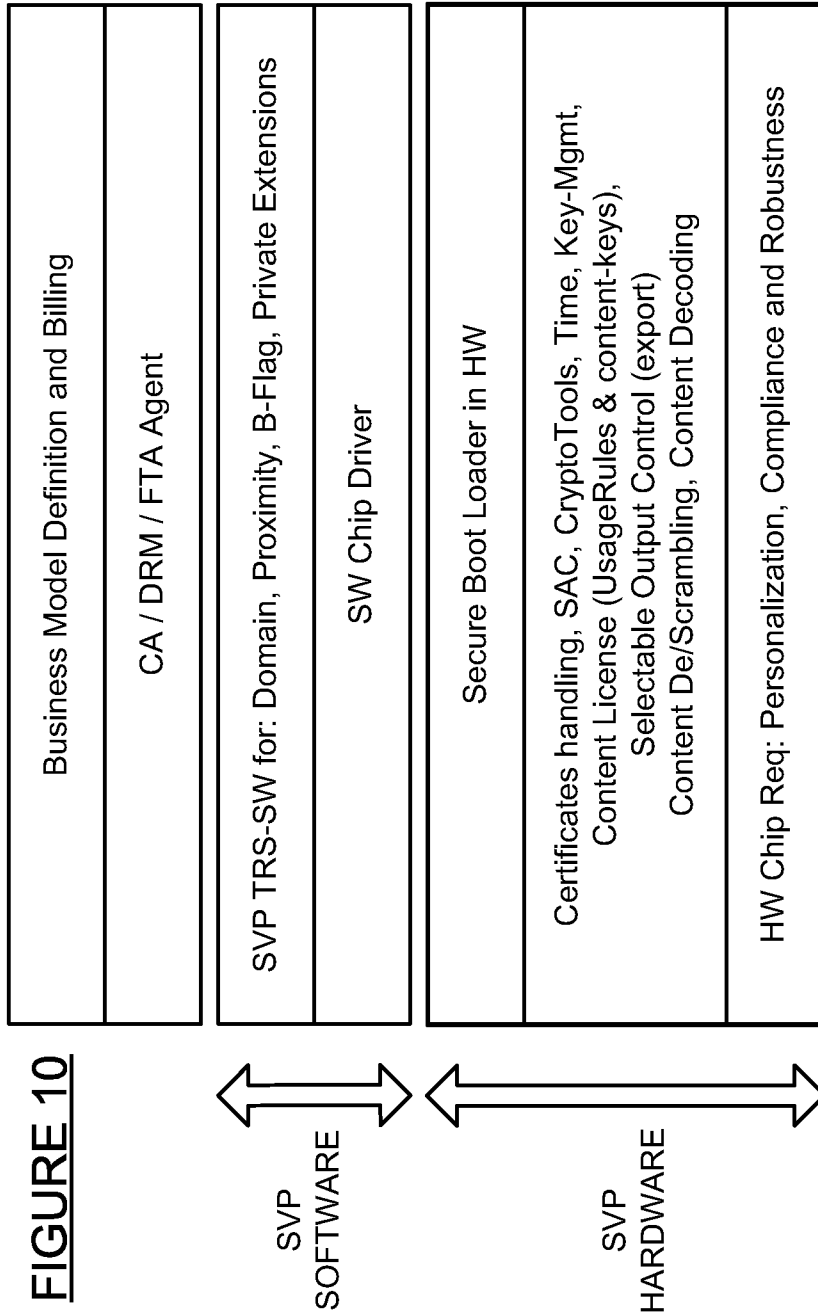 FIGURE 10
Business Model Definition and Billing
CA / DRM / FTA Agent
SVP
SOFTWARE
SVP TRS-SW for: Domain, Proximity, B-Flag, Private Extensions
SW Chip Driver
SVP
HARDWARE
Secure Boot Loader in HW
Certificates handling, SAC, CryptoTools, Time, Key-Mgmt,
Content License (UsageRules & content-keys),
Selectable Output Control (export)
Content De/Scrambling, Content Decoding
HW Chip Req: Personalization, Compliance and Robustness